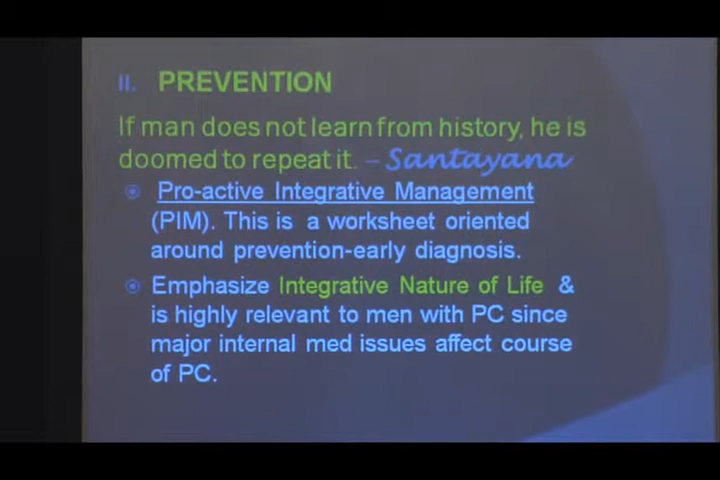 II. PREVENTION
If man does not learn from history, he is
doomed to repeat it. – Santayana
Pro-active Integrative Management
(PIM). This is a worksheet oriented
around prevention-early diagnosis.
Emphasize Integrative Nature of Life &
is highly relevant to men with PC since
major internal med issues affect course
of PC.